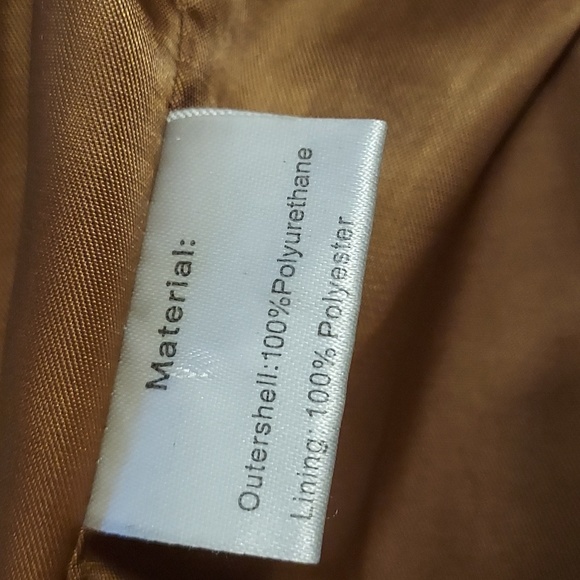 Material:
Outershell:100%Polyurethane
Lining: 100% Polyester